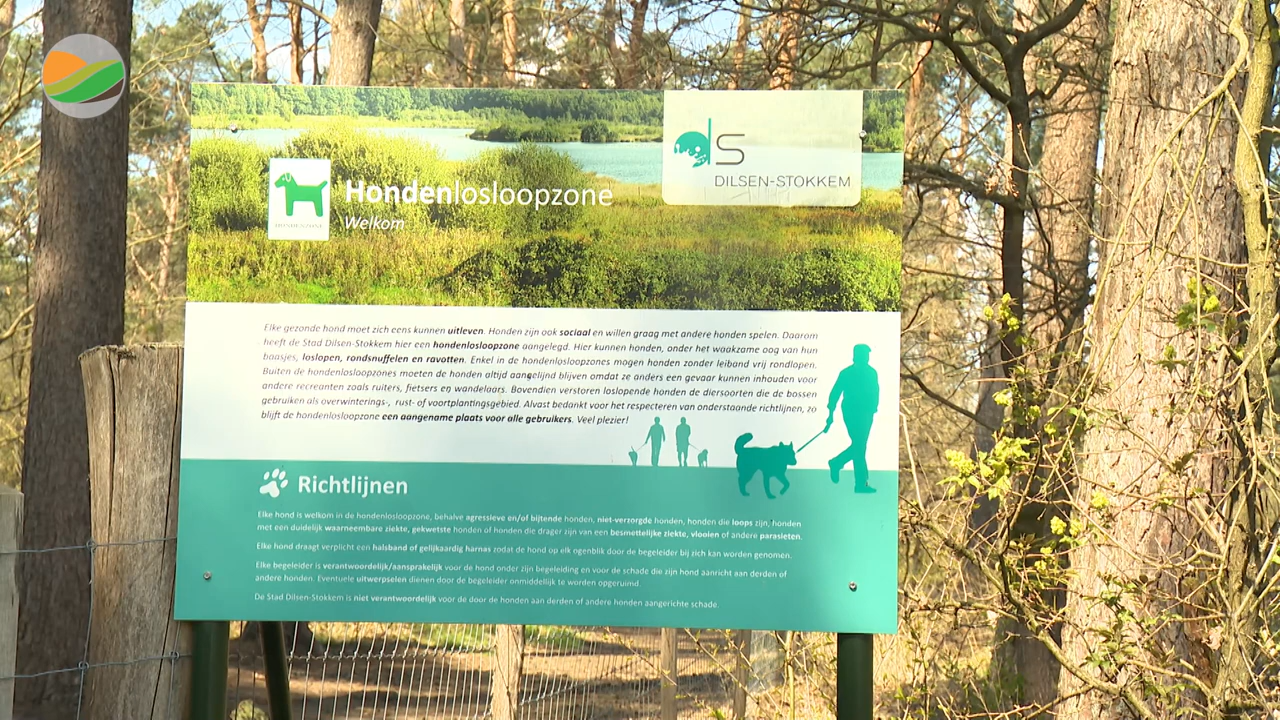 ds
DILSEN-STOKKEM
HONDENZONE
Hondenlosloopzone
Welkom
Elke gezonde hond moet zich eens kunnen uitleven. Honden zijn ook sociaal en willen graag met andere honden spelen. Daarom
heeft de Stad Dilsen-Stokkem hier een hondenlosloopzone aangelegd. Hier kunnen honden, onder het waakzame oog van hun
baasjes, loslopen, rondsnuffelen en ravotten. Enkel in de hondenlosloopzones mogen honden zonder leiband vrij rondlopen.
Buiten de hondenlosloopzones moeten de honden altijd aangelijnd blijven omdat ze anders een gevaar kunnen inhouden voor
andere recreanten zoals ruiters, fietsers en wandelaars. Bovendien verstoren loslopende honden de diersoorten die de bossen
gebruiken als overwinterings-, rust- of voortplantingsgebied. Alvast bedankt voor het respecteren van onderstaande richtlijnen, zo
blijft de hondenlosloopzone een aangename plaats voor alle gebruikers. Veel plezier!
Richtlijnen
Elke hond is welkom in de hondenlosloopzone, behalve agressieve en/of bijtende honden, niet-verzorgde honden, honden die loops zijn, honden
met een duidelijk waarneembare ziekte, gekwetste honden of honden die drager zijn van een besmettelijke ziekte, vlooien of andere parasieten.
Elke hond draagt verplicht een halsband of gelijkaardig harnas zodat de hond op elk ogenblik door de begeleider bij zich kan worden genomen.
Elke begeleider is verantwoordelijk/aansprakelijk voor de hond onder zijn begeleiding en voor de schade die zijn hond aanricht aan derden of
andere honden. Eventuele uitwerpselen dienen door de begeleider onmiddellijk te worden opgeruimd.
De Stad Dilsen-Stokkem is niet verantwoordelijk voor de door de honden aan derden of andere honden aangerichte schade.